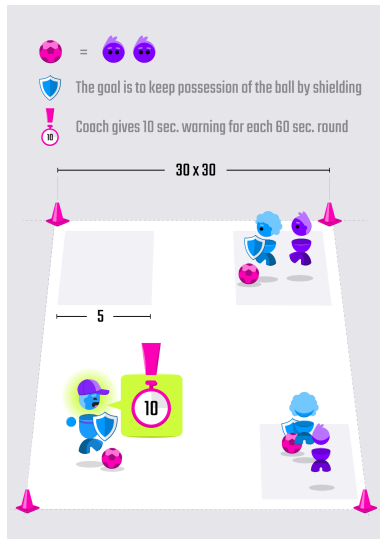 =
The goal is to keep possession of the ball by shielding
10
Coach gives 10 sec. warning for each 60 sec. round
30 x 30
5
10